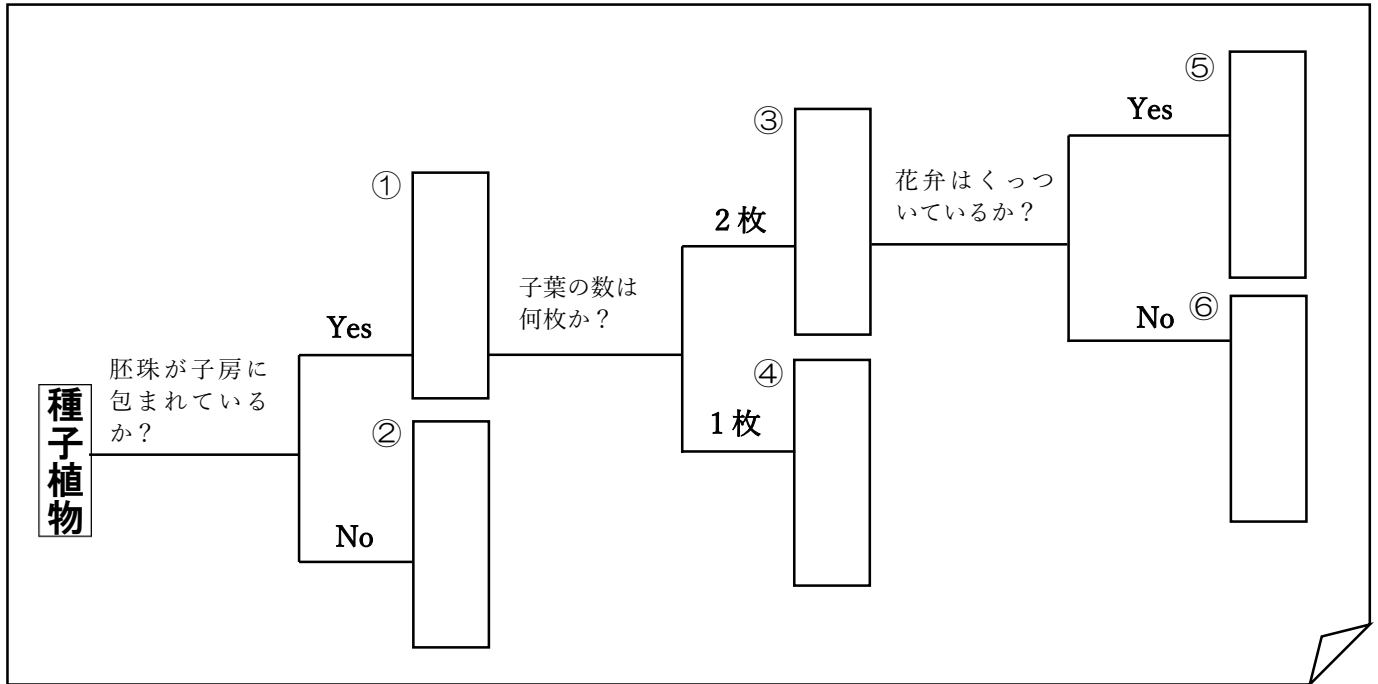 種子植物
胚珠が子房に
包まれている
か？
Yes
No
①
②
子葉の数は
何枚か？
2枚
1枚
③
④
花弁はくっつ
いているか？
Yes
No
⑤
⑥